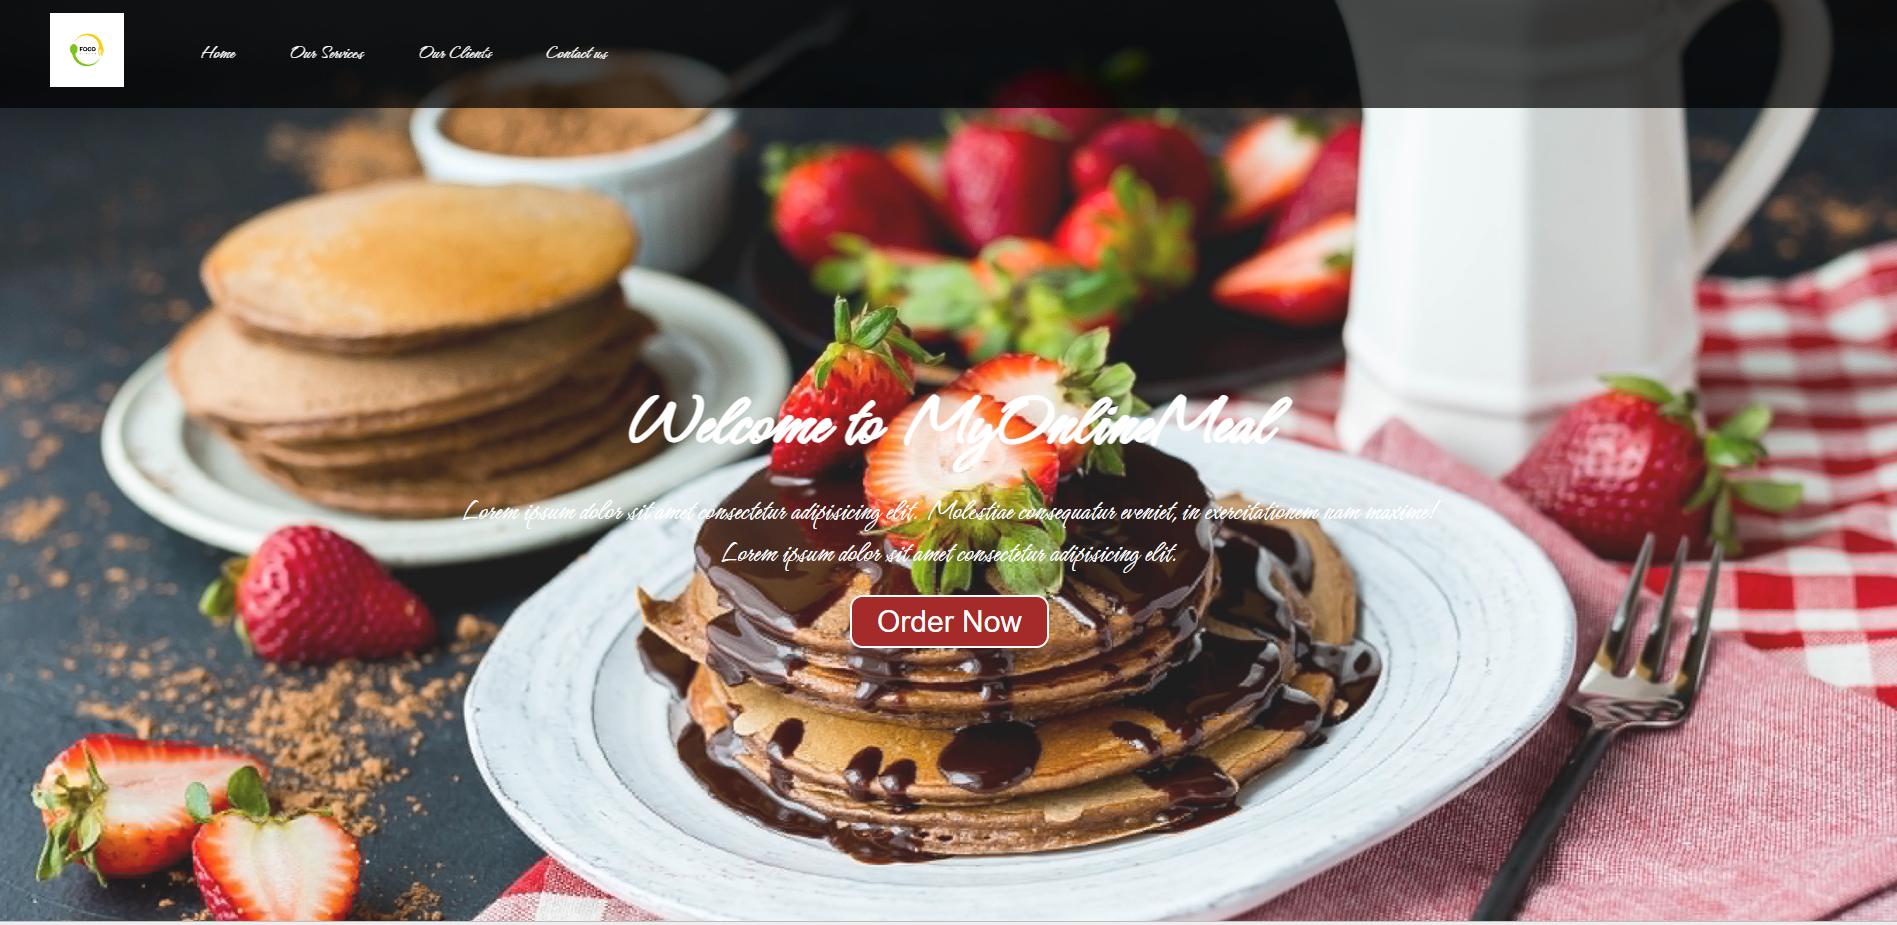 FOOD
Home Our Services Our Clients Contact us
Welcome to MyOnlineMeal
Lorem ipsum dolor sit amet consectetur adipisicing elit. Molestiae consequatur eveniet, in exercitationem nam maxime!
Lorem ipsum dolor sit amet consectetur adipisicing elit.
Order Now